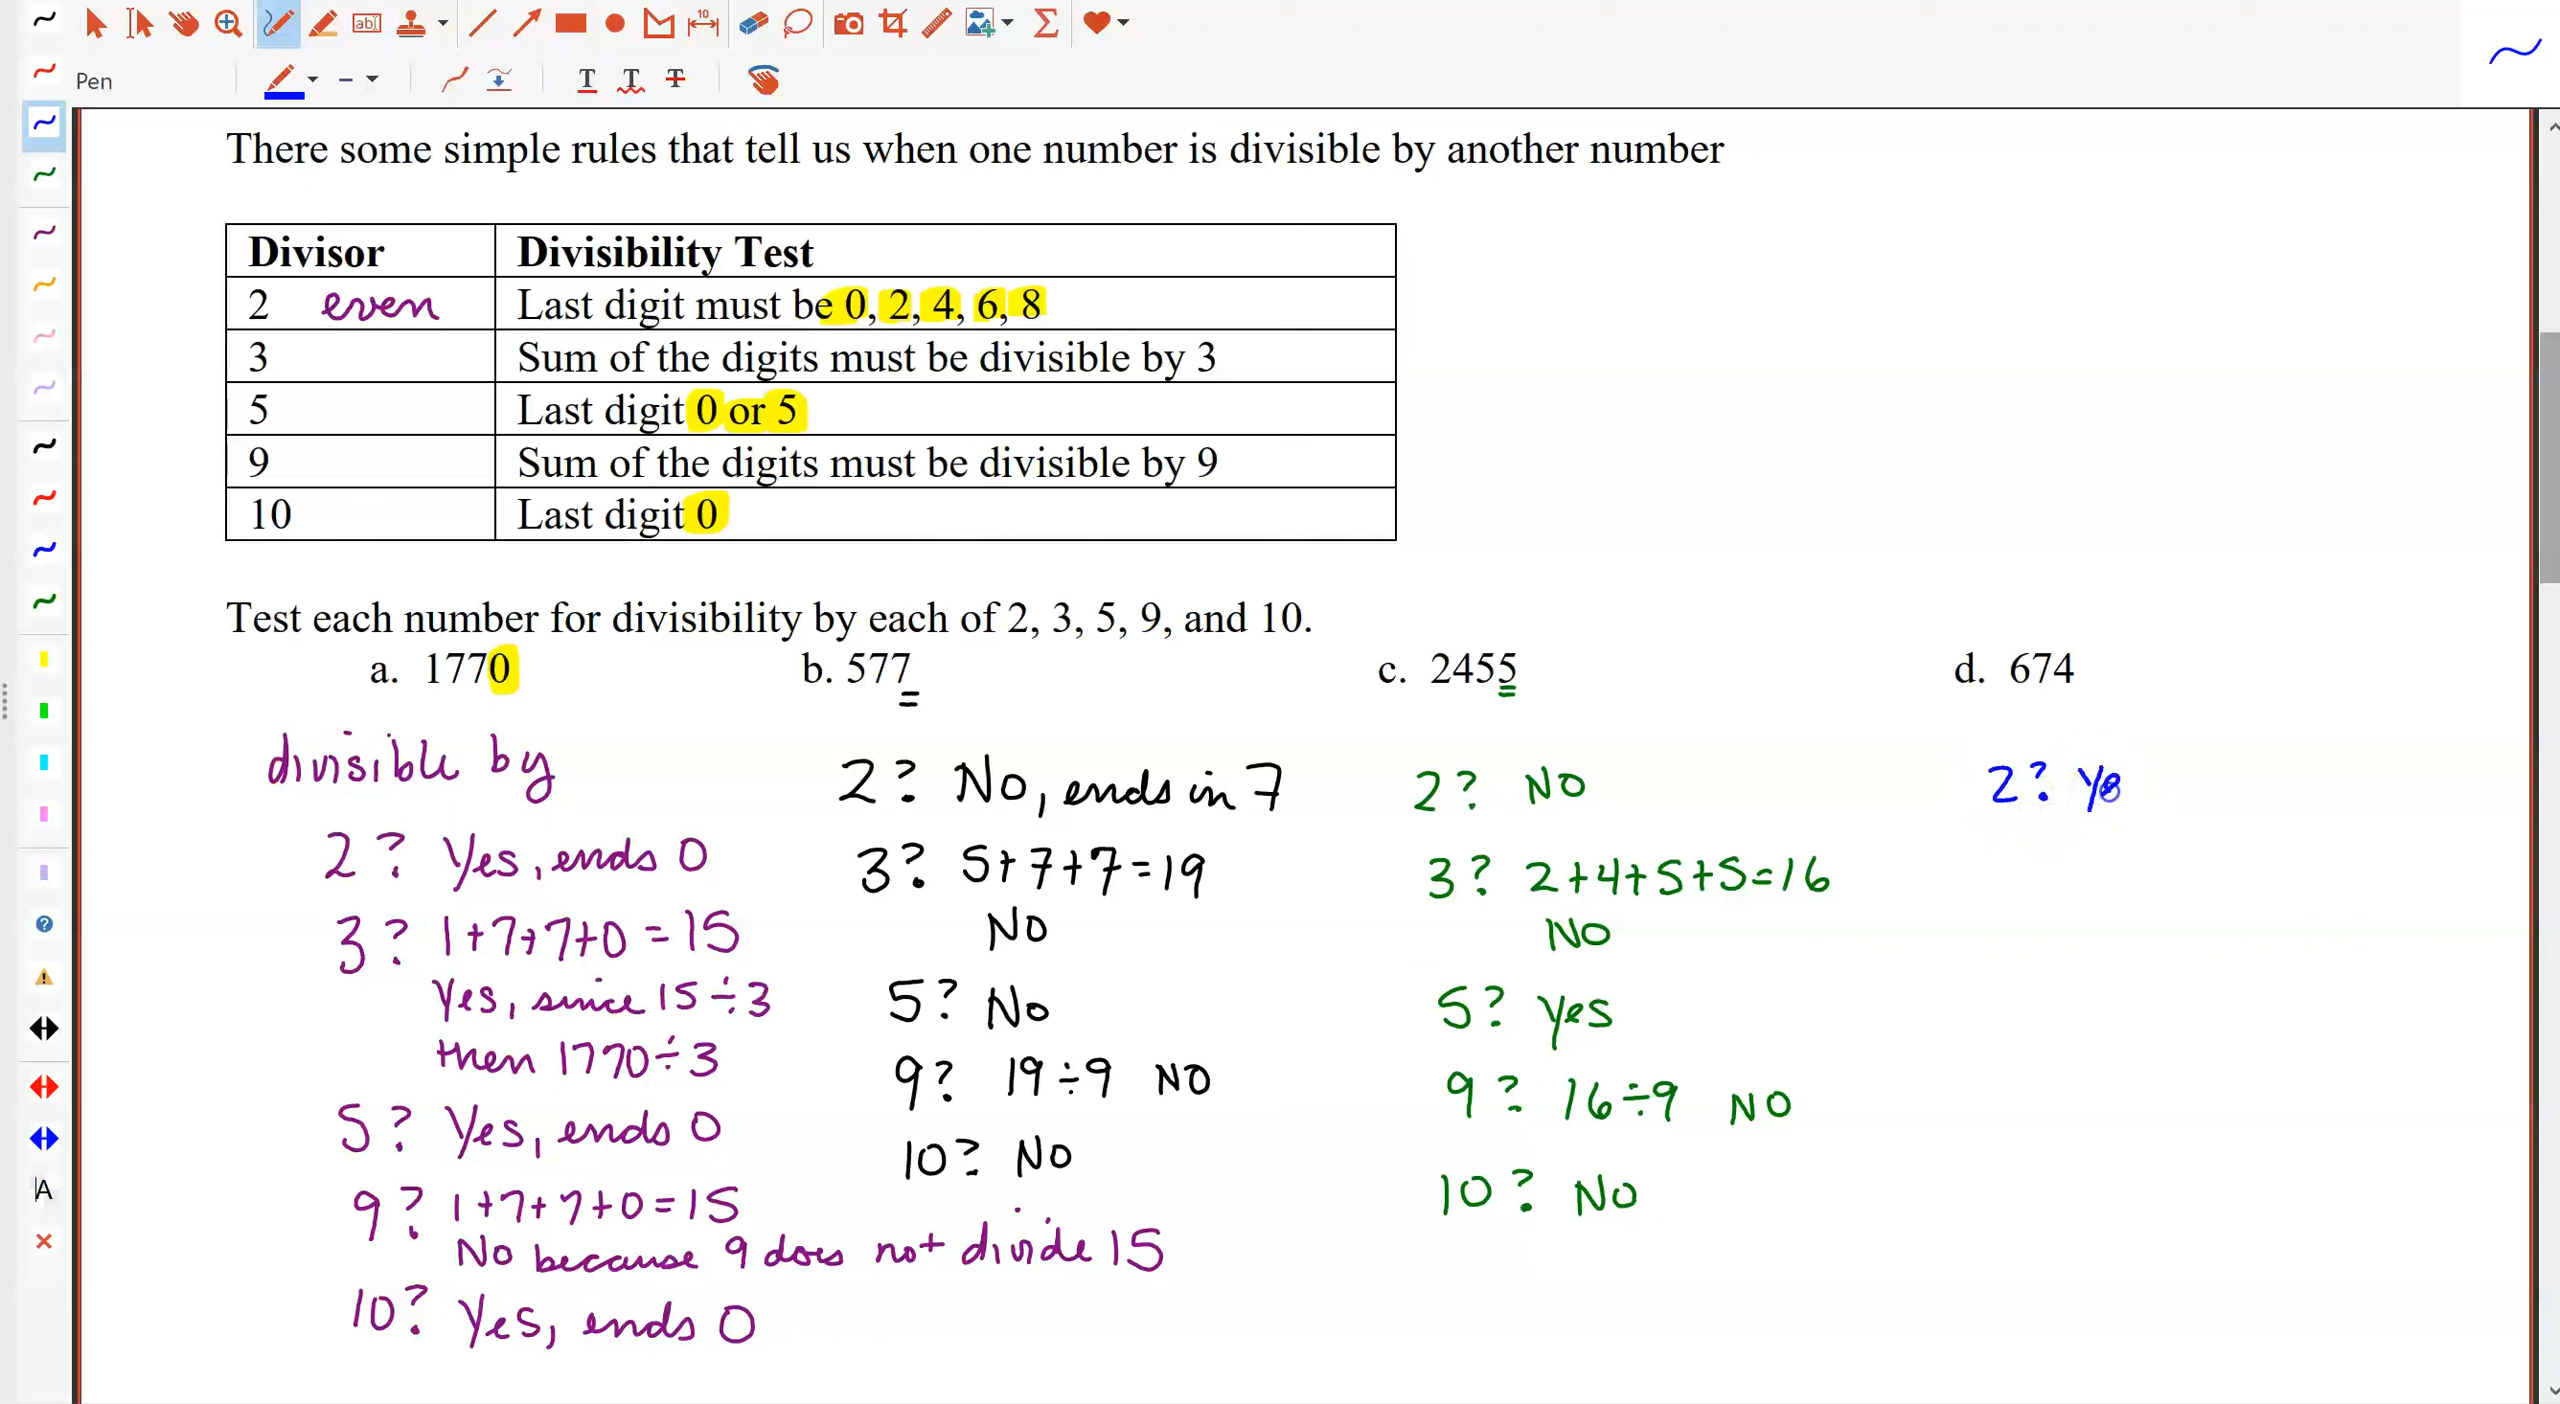 Pen
There some simple rules that tell us when one number is divisible by another number
Divisor Divisibility Test
2 even Last digit must be 0, 2, 4, 6, 8
3 Sum of the digits must be divisible by 3
5 Last digit 0 or 5
9 Sum of the digits must be divisible by 9
10 Last digit 0
Test each number for divisibility by each of 2, 3, 5, 9, and 10.
a. 1770
divisible by
2? Yes, ends 0
3? 1+7+7+0 = 15
Yes, since 15÷3
then 1770÷3
5? Yes, ends 0
9? 1+7+7+0=15
No because 9 does not divide 15
10? Yes, ends 0
b. 577
2? No, ends in 7
3? 5+7+7=19
No
5? No
9? 19÷9 NO
10? No
c. 2455
2? NO
3? 2+4+5+5=16
NO
5? yes
9? 16÷9 NO
10? NO
d. 674
2? Ye